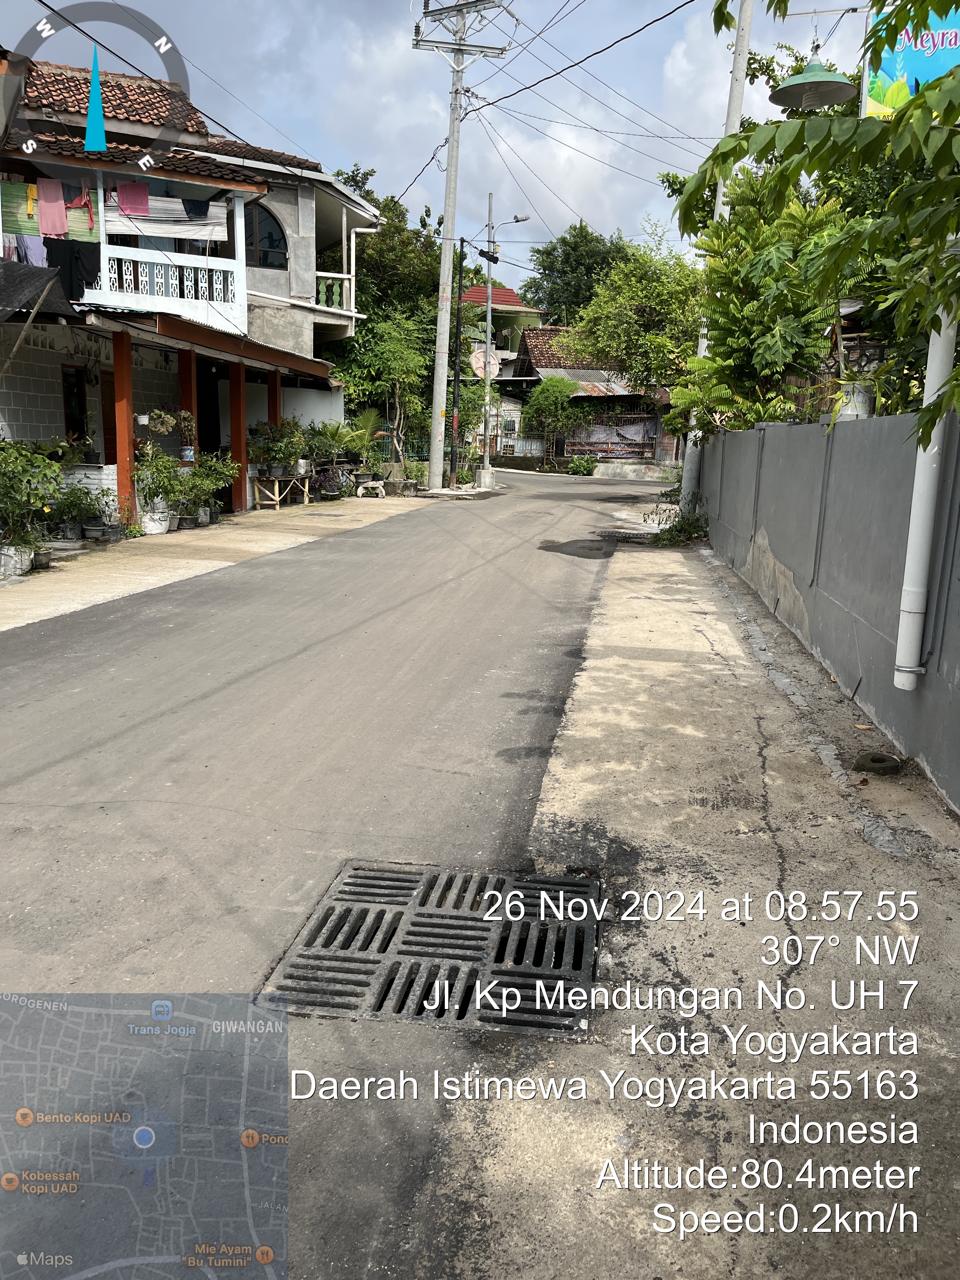 W
N
S
E
Meyra
26 Nov 2024 at 08.57.55
307° NW
Jl. Kp Mendungan No. UH 7
Kota Yogyakarta
Daerah Istimewa Yogyakarta 55163
Indonesia
Altitude:80.4meter
Speed:0.2km/h
OROGENEN
Trans Jogja
GIWANGAN
Bento Kopi UAD
Pond
Kobessah
Kopi UAD
JALAN
Mie Ayam
"Bu Tumini"
Maps